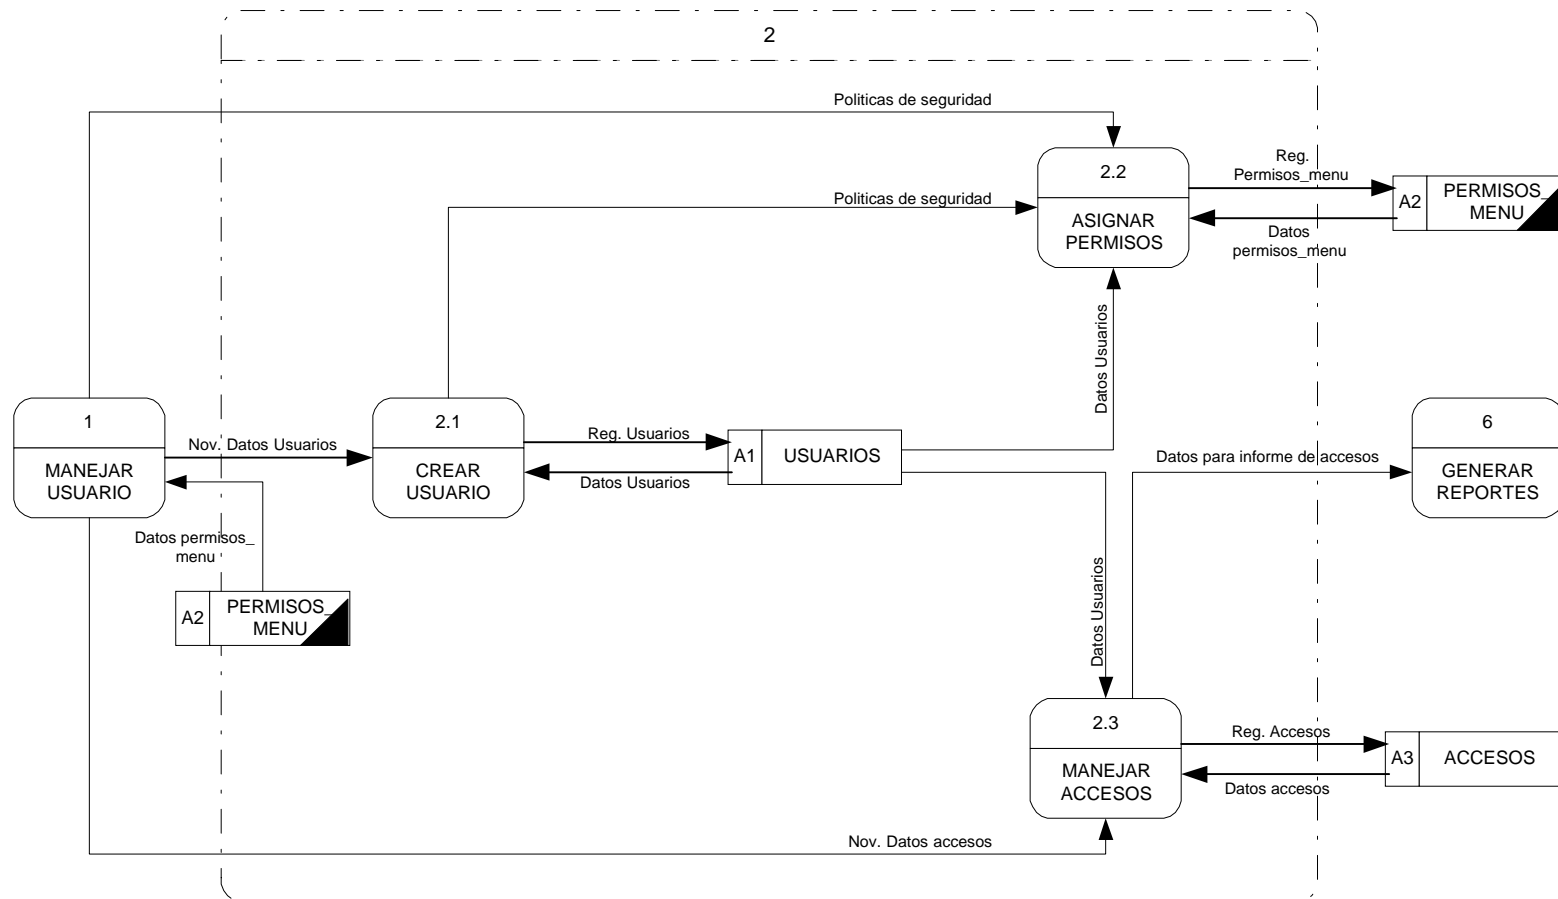 2
Politicas de seguridad
2.2
ASIGNAR
PERMISOS
Reg.
Permisos_menu
Datos
permisos_menu
A2
PERMISOS_
MENU
Politicas de seguridad
Datos Usuarios
1
MANEJAR
USUARIO
Nov. Datos Usuarios
2.1
CREAR
USUARIO
Reg. Usuarios
Datos Usuarios
A1
USUARIOS
6
GENERAR
REPORTES
Datos para informe de accesos
Datos permisos_
menu
A2
PERMISOS_
MENU
Datos Usuarios
2.3
MANEJAR
ACCESOS
Reg. Accesos
Datos accesos
A3
ACCESOS
Nov. Datos accesos